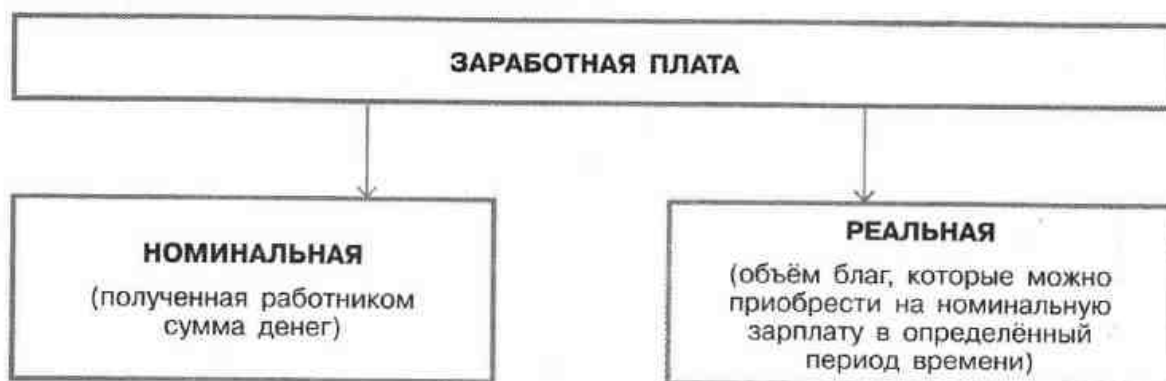 ЗАРАБОТНАЯ ПЛАТА
НОМИНАЛЬНАЯ
(полученная работником
сумма денег)
РЕАЛЬНАЯ
(объём благ, которые можно
приобрести на номинальную
зарплату в определённый
период времени)